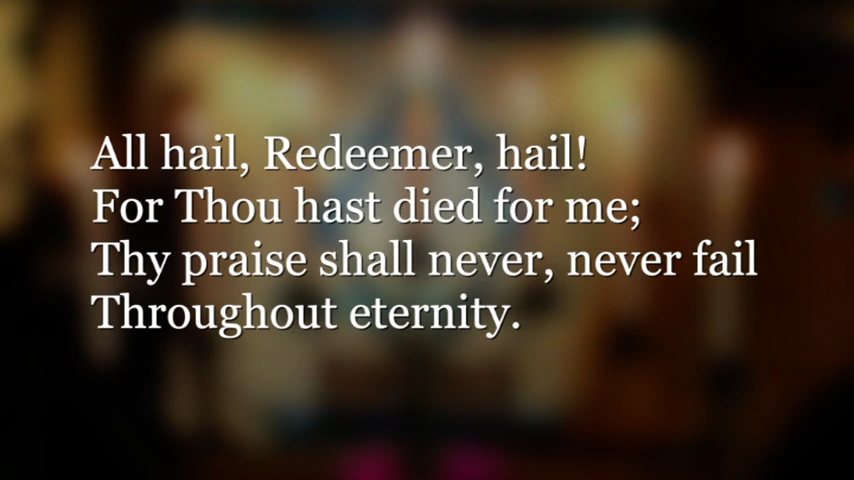 All hail, Redeemer, hail!
For Thou hast died for me;
Thy praise shall never, never fail
Throughout eternity.